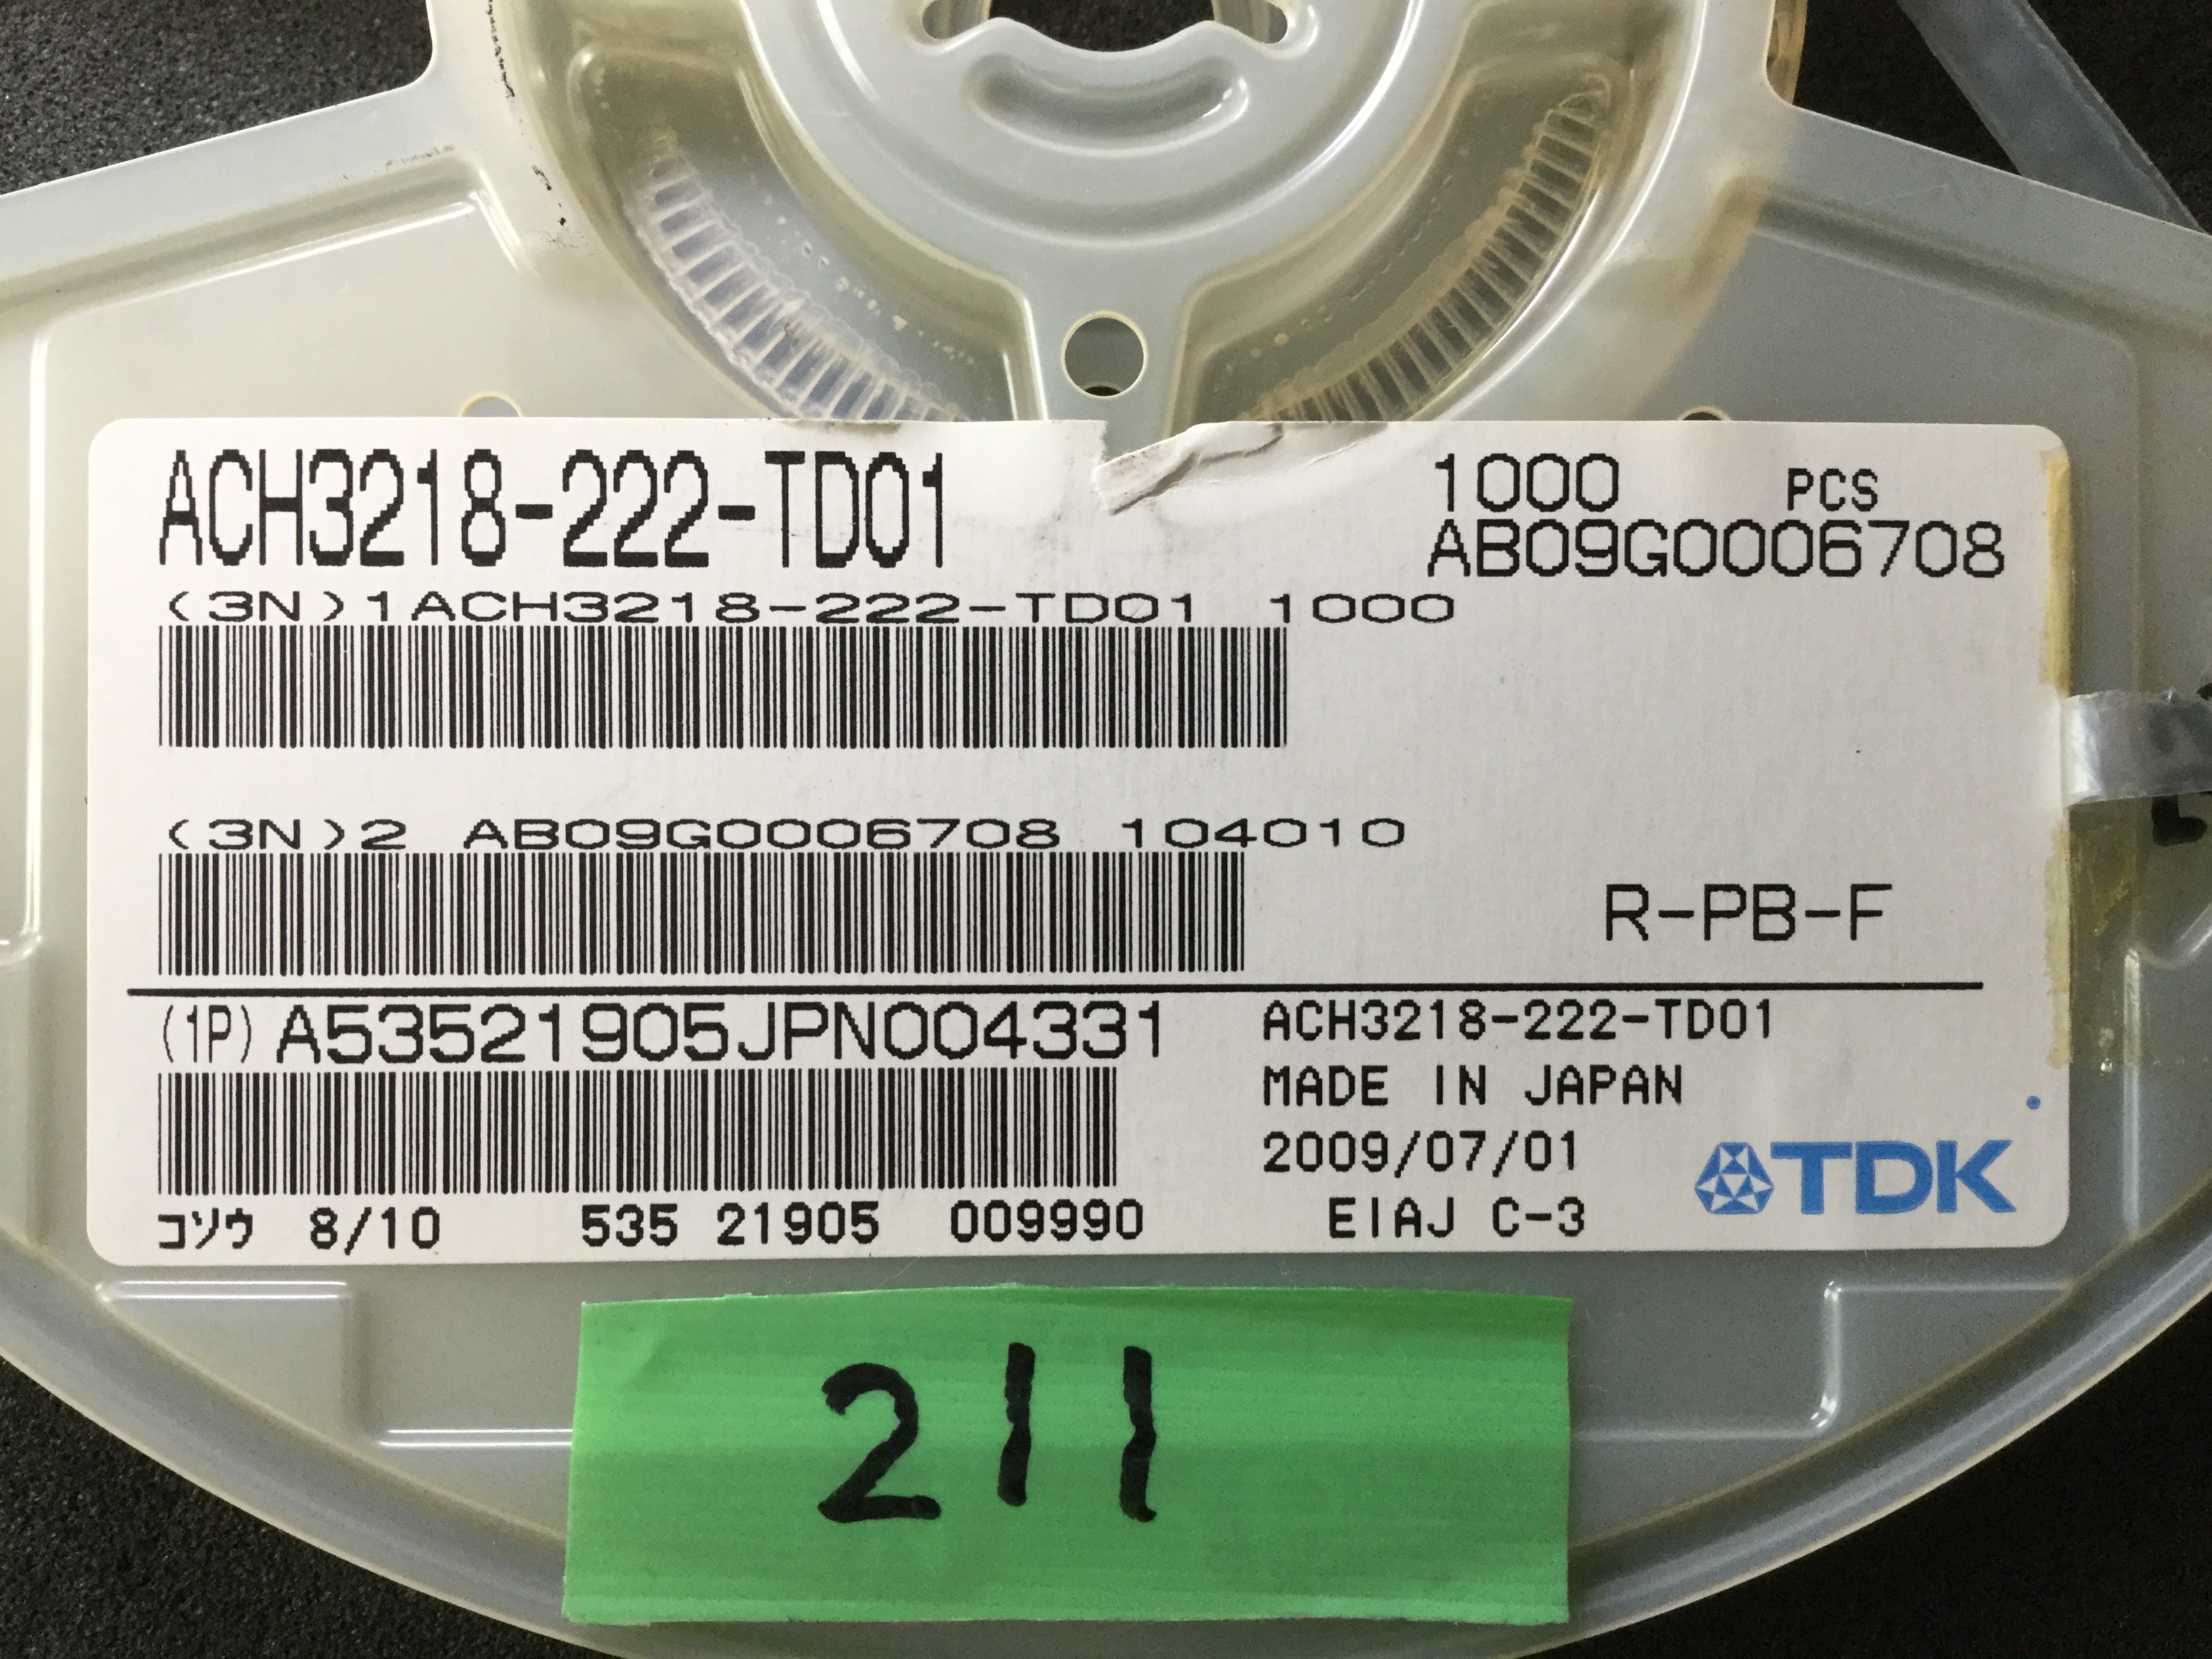 ACH3218-222-TD01
1000 PCS
AB09G0006708
(3N)1ACH3218-222-TD01 1000
(3N)2 AB09G0006708 104010
R-PB-F
(1P) A53521905JPN004331
ACH3218-222-TD01
MADE IN JAPAN
2009/07/01
TDK
コソウ 8/10 535 21905 009990
EIAJ C-3
211